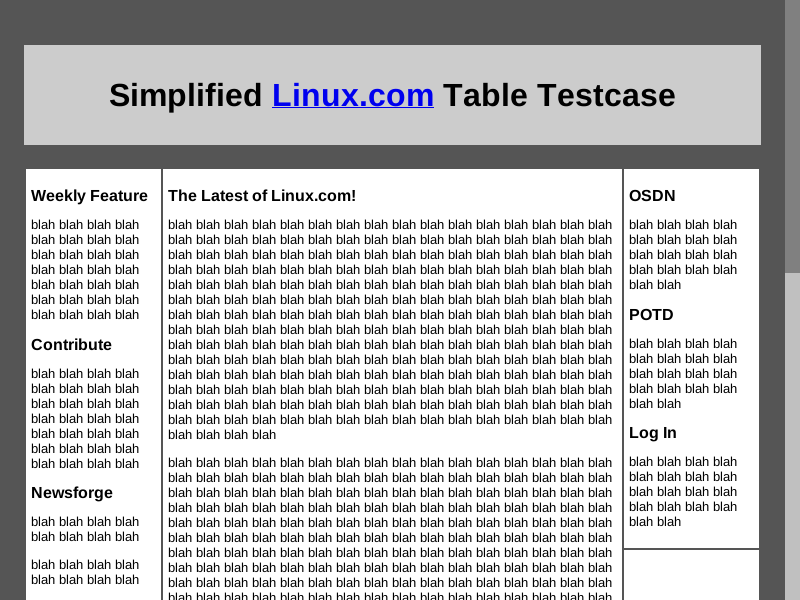 Simplified Linux.com Table Testcase
Weekly Feature
blah blah blah blah
blah blah blah blah
blah blah blah blah
blah blah blah blah
blah blah blah blah
blah blah blah blah
blah blah blah blah
Contribute
blah blah blah blah
blah blah blah blah
blah blah blah blah
blah blah blah blah
blah blah blah blah
blah blah blah blah
blah blah blah blah
Newsforge
blah blah blah blah
blah blah blah blah
blah blah blah blah
blah blah blah blah
The Latest of Linux.com!
blah blah blah blah blah blah blah blah blah blah blah blah blah blah blah blah
blah blah blah blah blah blah blah blah blah blah blah blah blah blah blah blah
blah blah blah blah blah blah blah blah blah blah blah blah blah blah blah blah
blah blah blah blah blah blah blah blah blah blah blah blah blah blah blah blah
blah blah blah blah blah blah blah blah blah blah blah blah blah blah blah blah
blah blah blah blah blah blah blah blah blah blah blah blah blah blah blah blah
blah blah blah blah blah blah blah blah blah blah blah blah blah blah blah blah
blah blah blah blah blah blah blah blah blah blah blah blah blah blah blah blah
blah blah blah blah blah blah blah blah blah blah blah blah blah blah blah blah
blah blah blah blah blah blah blah blah blah blah blah blah blah blah blah blah
blah blah blah blah blah blah blah blah blah blah blah blah blah blah blah blah
blah blah blah blah blah blah blah blah blah blah blah blah blah blah blah blah
blah blah blah blah blah blah blah blah blah blah blah blah blah blah blah blah
blah blah blah blah blah blah blah blah blah blah blah blah blah blah blah blah
blah blah blah blah
blah blah blah blah blah blah blah blah blah blah blah blah blah blah blah blah
blah blah blah blah blah blah blah blah blah blah blah blah blah blah blah blah
blah blah blah blah blah blah blah blah blah blah blah blah blah blah blah blah
blah blah blah blah blah blah blah blah blah blah blah blah blah blah blah blah
blah blah blah blah blah blah blah blah blah blah blah blah blah blah blah blah
blah blah blah blah blah blah blah blah blah blah blah blah blah blah blah blah
blah blah blah blah blah blah blah blah blah blah blah blah blah blah blah blah
blah blah blah blah blah blah blah blah blah blah blah blah blah blah blah blah
blah blah blah blah blah blah blah blah blah blah blah blah blah blah blah blah
blah blah blah blah blah blah blah blah blah blah blah blah blah blah blah blah
OSDN
blah blah blah blah
blah blah blah blah
blah blah blah blah
blah blah blah blah
blah blah
POTD
blah blah blah blah
blah blah blah blah
blah blah blah blah
blah blah blah blah
blah blah
Log In
blah blah blah blah
blah blah blah blah
blah blah blah blah
blah blah blah blah
blah blah